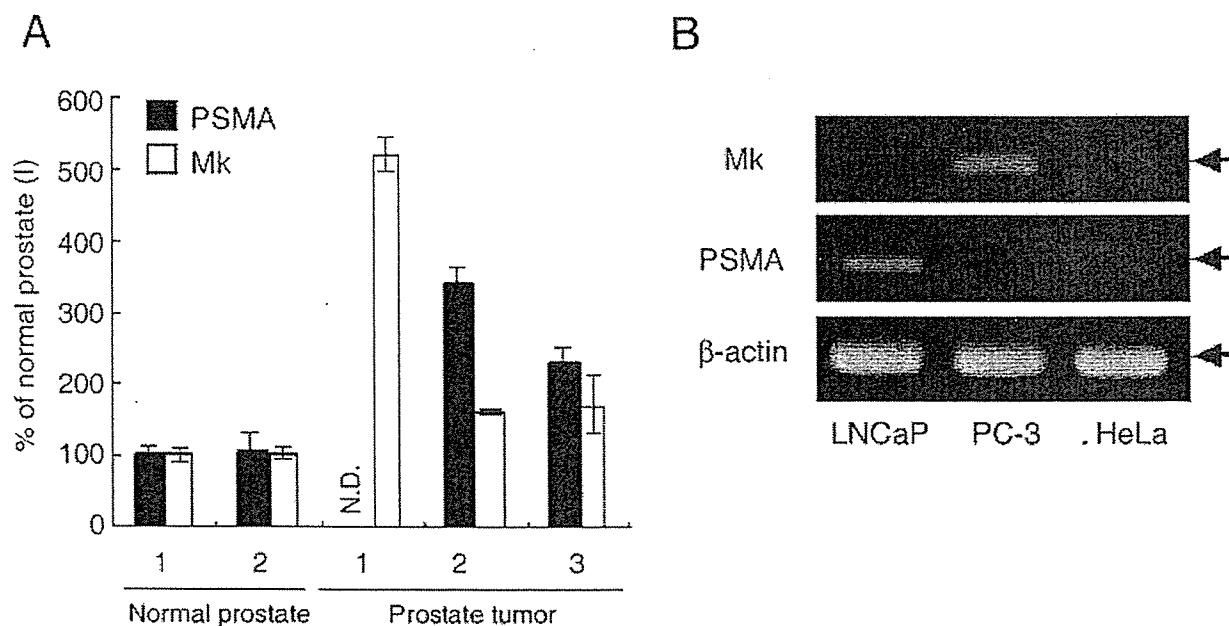 A
% of normal prostate (I)
600
500
400
300
200
100
0
PSMA
Mk
N.D.
1
2
1
2
3
Normal prostate
Prostate tumor
B
Mk
PSMA
β-actin
LNCaP
PC-3
.HeLa